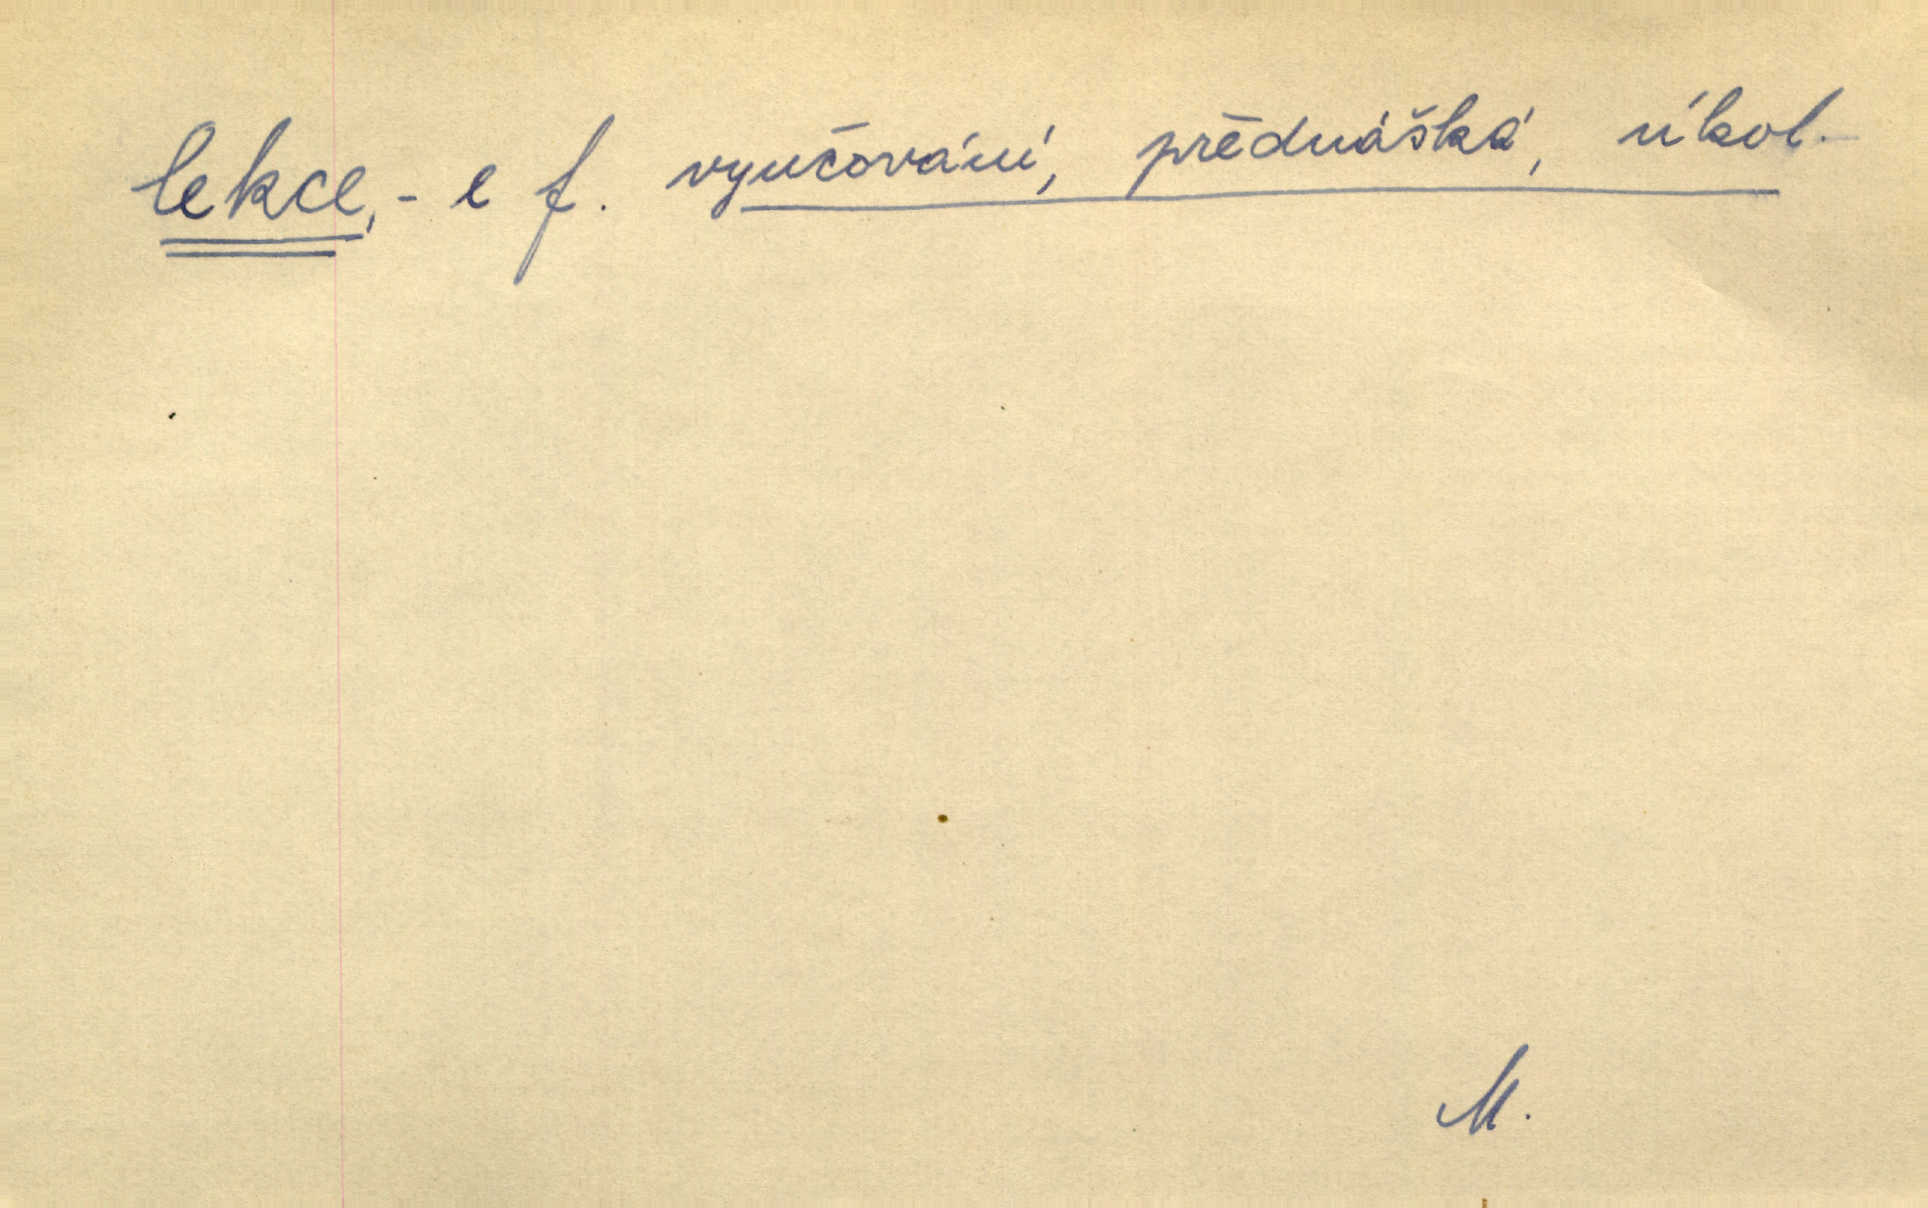 lekce, - e f. vyučování, přednáška, úkol.
M.